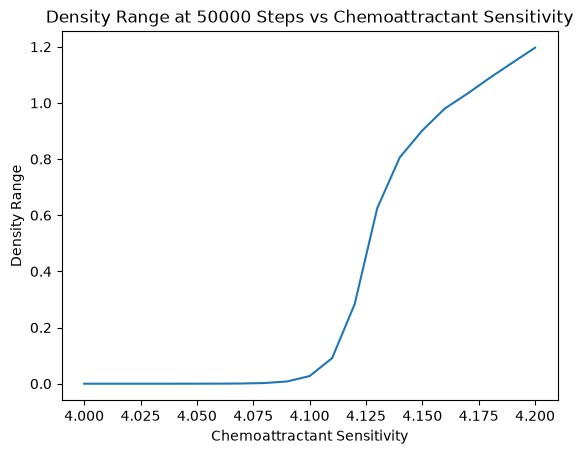 Density Range at 50000 Steps vs Chemoattractant Sensitivity
1.2
1.0
0.8
0.6
0.4
0.2
0.0
Density Range
4.000 4.025 4.050 4.075 4.100 4.125 4.150 4.175 4.200
Chemoattractant Sensitivity